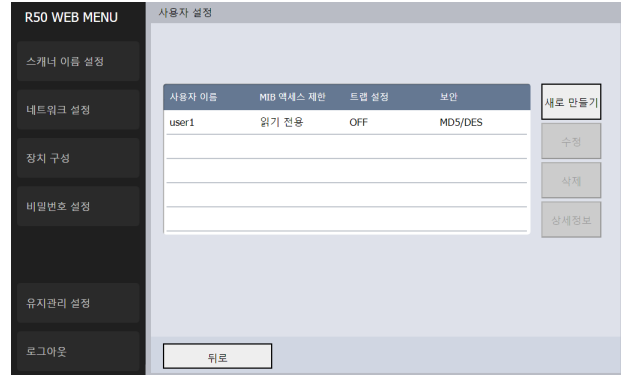 R50 WEB MENU
스캐너 이름 설정
네트워크 설정
장치 구성
비밀번호 설정
유지관리 설정
로그아웃
사용자 설정
사용자 이름 MIB 액세스 제한 트랩 설정 보안
user1 읽기 전용 OFF MD5/DES
새로 만들기
수정
삭제
상세정보
뒤로